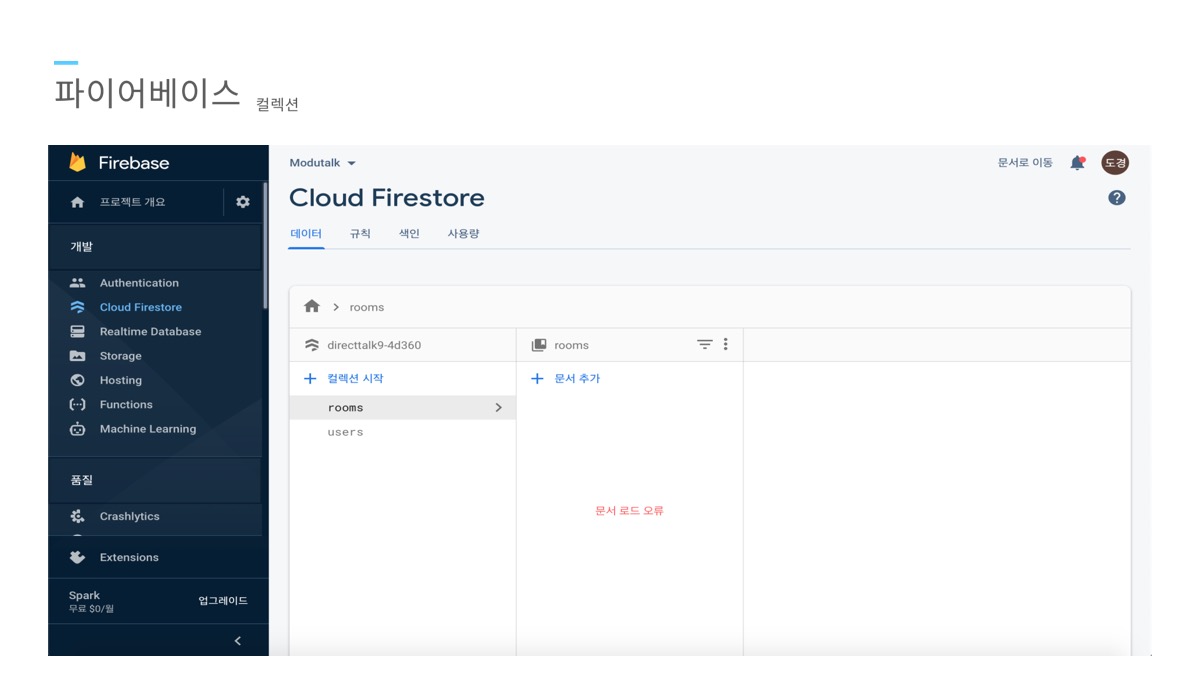 파이어베이스 컬렉션
Firebase
프로젝트 개요
개발
Authentication
Cloud Firestore
Realtime Database
Storage
Hosting
Functions
Machine Learning
품질
Crashlytics
Extensions
Spark
무료 $0/월
업그레이드
Modutalk
문서로 이동
도경
Cloud Firestore
데이터 규칙 색인 사용량
rooms
directtalk9-4d360
컬렉션 시작
rooms
users
rooms
문서 추가
문서 로드 오류